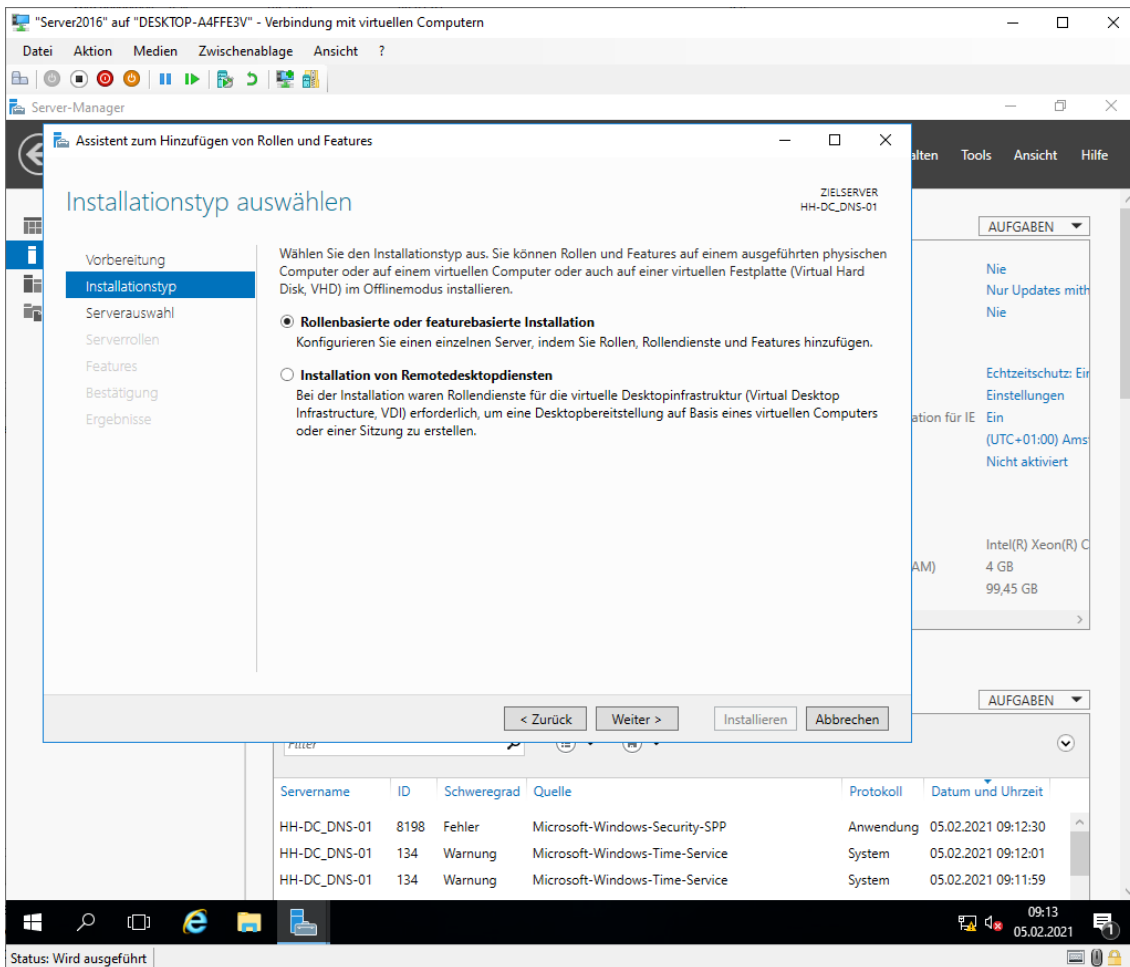 "Server2016" auf "DESKTOP-A4FFE3V" - Verbindung mit virtuellen Computern
Datei Aktion Medien Zwischenablage Ansicht ?
Server-Manager
Assistent zum Hinzufügen von Rollen und Features
alten Tools Ansicht Hilfe
Installationstyp auswählen
ZIELSERVER
HH-DC_DNS-01
AUFGABEN
Vorbereitung
Installationstyp
Serverauswahl
Serverrollen
Features
Bestätigung
Ergebnisse
Wählen Sie den Installationstyp aus. Sie können Rollen und Features auf einem ausgeführten physischen
Computer oder auf einem virtuellen Computer oder auch auf einer virtuellen Festplatte (Virtual Hard
Disk, VHD) im Offlinemodus installieren.
Rollenbasierte oder featurebasierte Installation
Konfigurieren Sie einen einzelnen Server, indem Sie Rollen, Rollendienste und Features hinzufügen.
Installation von Remotedesktopdiensten
Bei der Installation waren Rollendienste für die virtuelle Desktopinfrastruktur (Virtual Desktop
Infrastructure, VDI) erforderlich, um eine Desktopbereitstellung auf Basis eines virtuellen Computers
oder einer Sitzung zu erstellen.
Nie
Nur Updates mith
Nie
Echtzeitschutz: Ein
Einstellungen
ation für IE Ein
(UTC+01:00) Ams
Nicht aktiviert
Intel(R) Xeon(R) C
AM) 4 GB
99,45 GB
< Zurück Weiter > Installieren Abbrechen
AUFGABEN
Filter
Servername ID Schweregrad Quelle Protokoll Datum und Uhrzeit
HH-DC_DNS-01 8198 Fehler Microsoft-Windows-Security-SPP Anwendung 05.02.2021 09:12:30
HH-DC_DNS-01 134 Warnung Microsoft-Windows-Time-Service System 05.02.2021 09:12:01
HH-DC_DNS-01 134 Warnung Microsoft-Windows-Time-Service System 05.02.2021 09:11:59
09:13
05.02.2021
1
Status: Wird ausgeführt